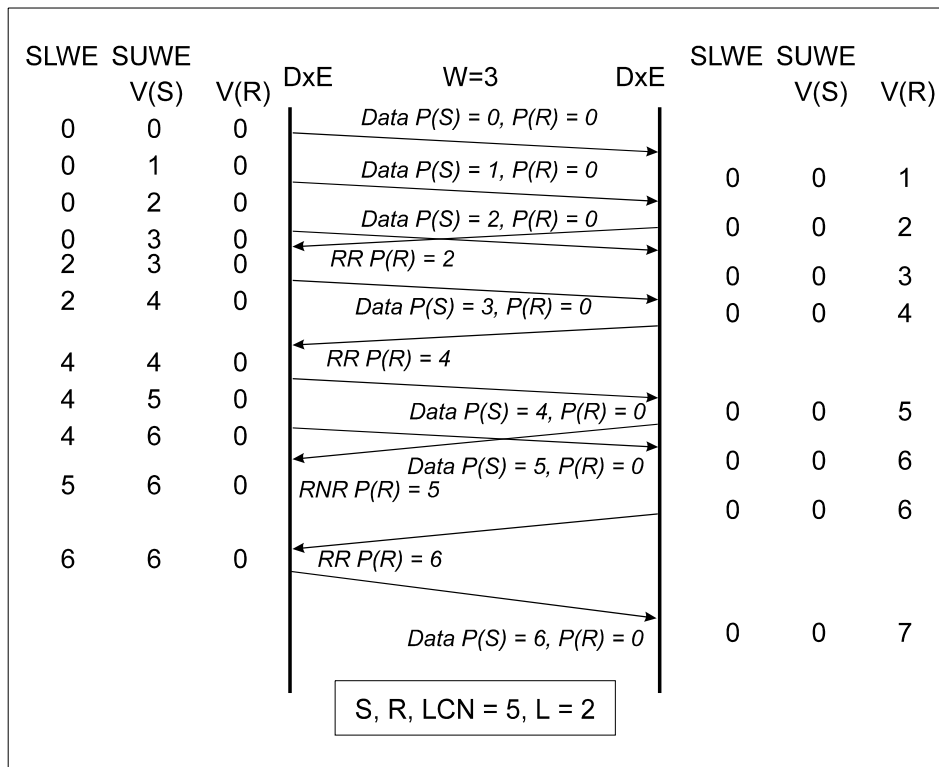 SLWE SUWE SLWE SUWE
DxE W=3 DxE
V(S) V(R) V(S) V(R)
Data P(S) = 0, P(R) = 0
0 0 0
Data P(S) = 1, P(R) = 0
0 1 0 0 0 1
0 2 0
Data P(S) = 2, P(R) = 0
0 0 2
0 3 0
2 3 0
RR P(R) = 2
0 0 3
2 4 0
Data P(S) = 3, P(R) = 0
0 0 4
RR P(R) = 4
4 4 0
4 5 0
Data P(S) = 4, P(R) = 0
0 0 5
4 6 0
Data P(S) = 5, P(R) = 0
0 0 6
5 6 0
RNR P(R) = 5
0 0 6
6 6 0
RR P(R) = 6
Data P(S) = 6, P(R) = 0
0 0 7
S, R, LCN = 5, L = 2